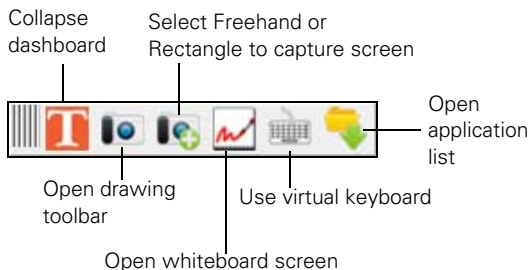 Collapse
dashboard
Select Freehand or
Rectangle to capture screen
T
Open
application
list
Open drawing
toolbar
Use virtual keyboard
Open whiteboard screen